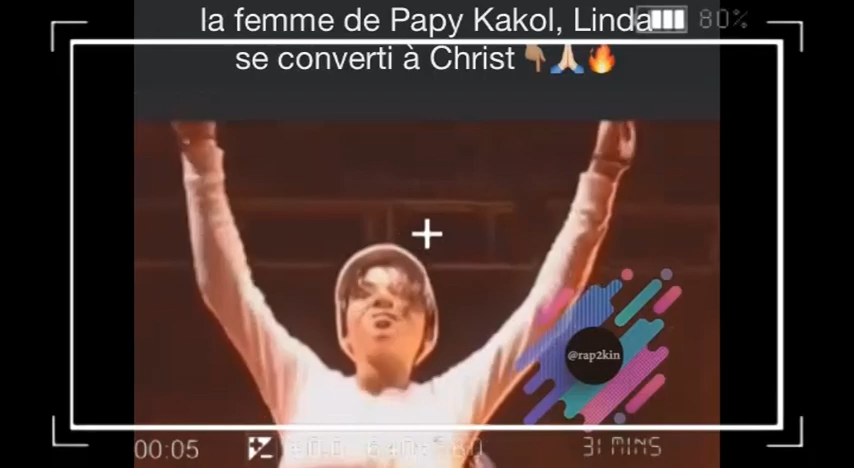 la femme de Papy Kakol, Linda
80%
se converti à Christ 👇🏽🙏🏻🔥
@rap2kin
00:05
31 MINS